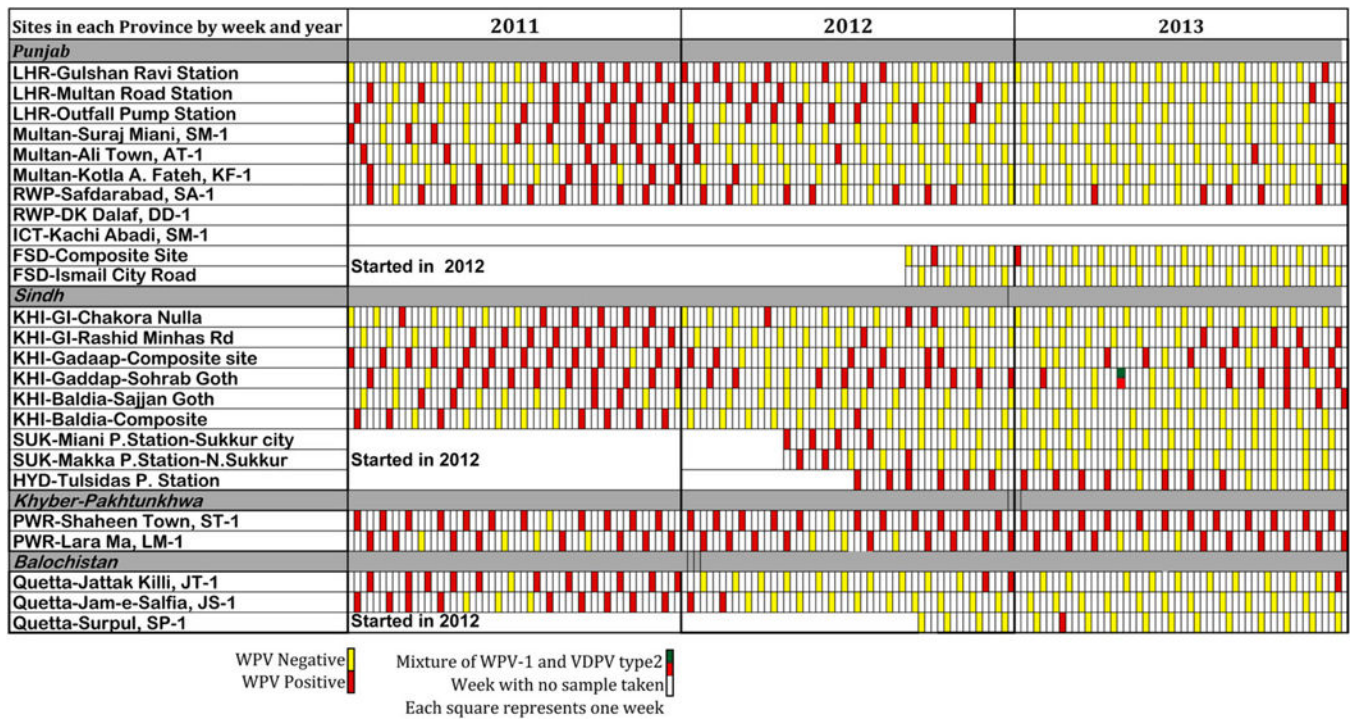 Sites in each Province by week and year 2011 2012 2013
Punjab
LHR-Gulshan Ravi Station
LHR-Multan Road Station
LHR-Outfall Pump Station
Multan-Suraj Miani, SM-1
Multan-Ali Town, AT-1
Multan-Kotla A. Fateh, KF-1
RWP-Safdarabad, SA-1
RWP-DK Dalaf, DD-1
ICT-Kachi Abadi, SM-1
FSD-Composite Site
Started in 2012
FSD-Ismail City Road
Sindh
KHI-GI-Chakora Nulla
KHI-GI-Rashid Minhas Rd
KHI-Gadaap-Composite site
KHI-Gaddap-Sohrab Goth
KHI-Baldia-Sajjan Goth
KHI-Baldia-Composite
SUK-Miani P.Station-Sukkur city
SUK-Makka P.Station-N.Sukkur
Started in 2012
HYD-Tulsidas P. Station
Khyber-Pakhtunkhwa
PWR-Shaheen Town, ST-1
PWR-Lara Ma, LM-1
Balochistan
Quetta-Jattak Killi, JT-1
Quetta-Jam-e-Salfia, JS-1
Quetta-Surpul, SP-1 Started in 2012
WPV Negative
WPV Positive
Mixture of WPV-1 and VDPV type2
Week with no sample taken
Each square represents one week